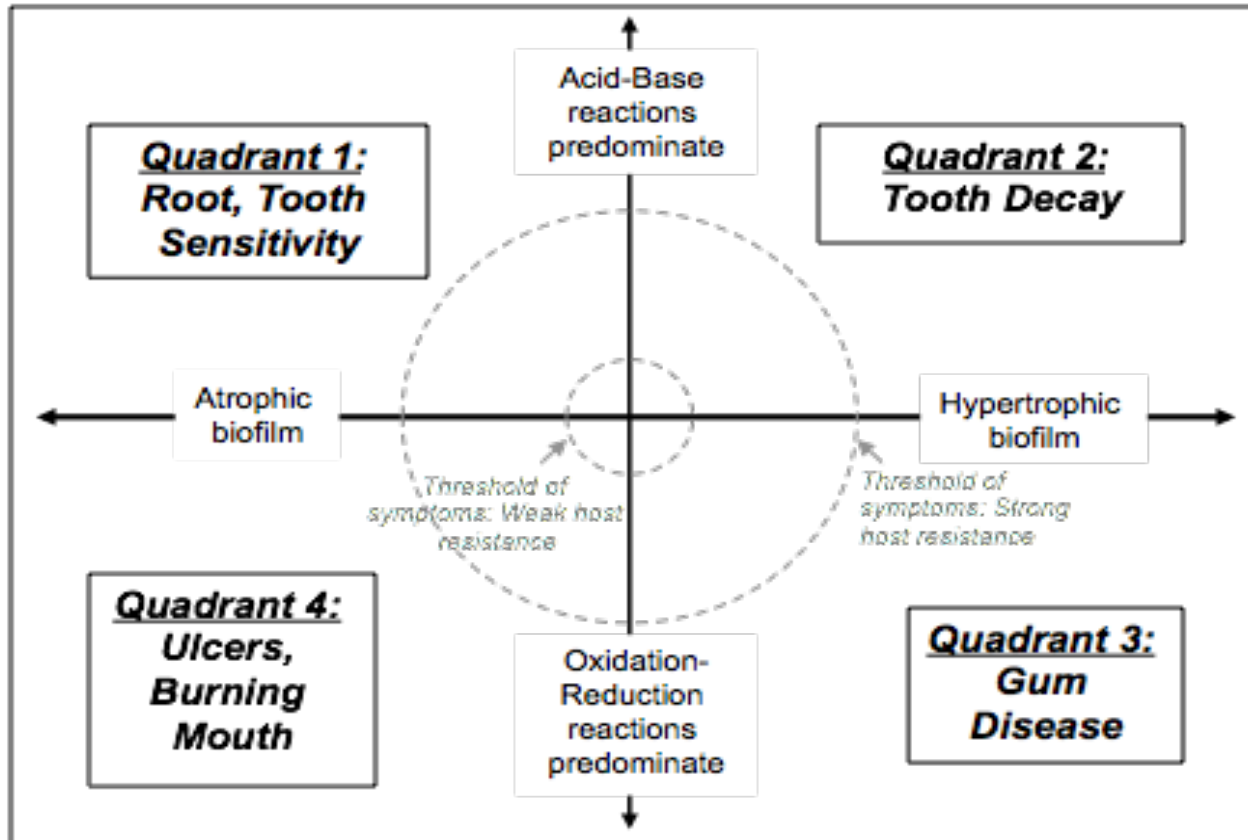 Acid-Base
reactions
predominate
Quadrant 1:
Root, Tooth
Sensitivity
Quadrant 2:
Tooth Decay
Atrophic
biofilm
Hypertrophic
biofilm
Threshold of
symptoms: Weak host
resistance
Threshold of
symptoms: Strong
host resistance
Quadrant 4:
Ulcers,
Burning
Mouth
Oxidation-
Reduction
reactions
predominate
Quadrant 3:
Gum
Disease